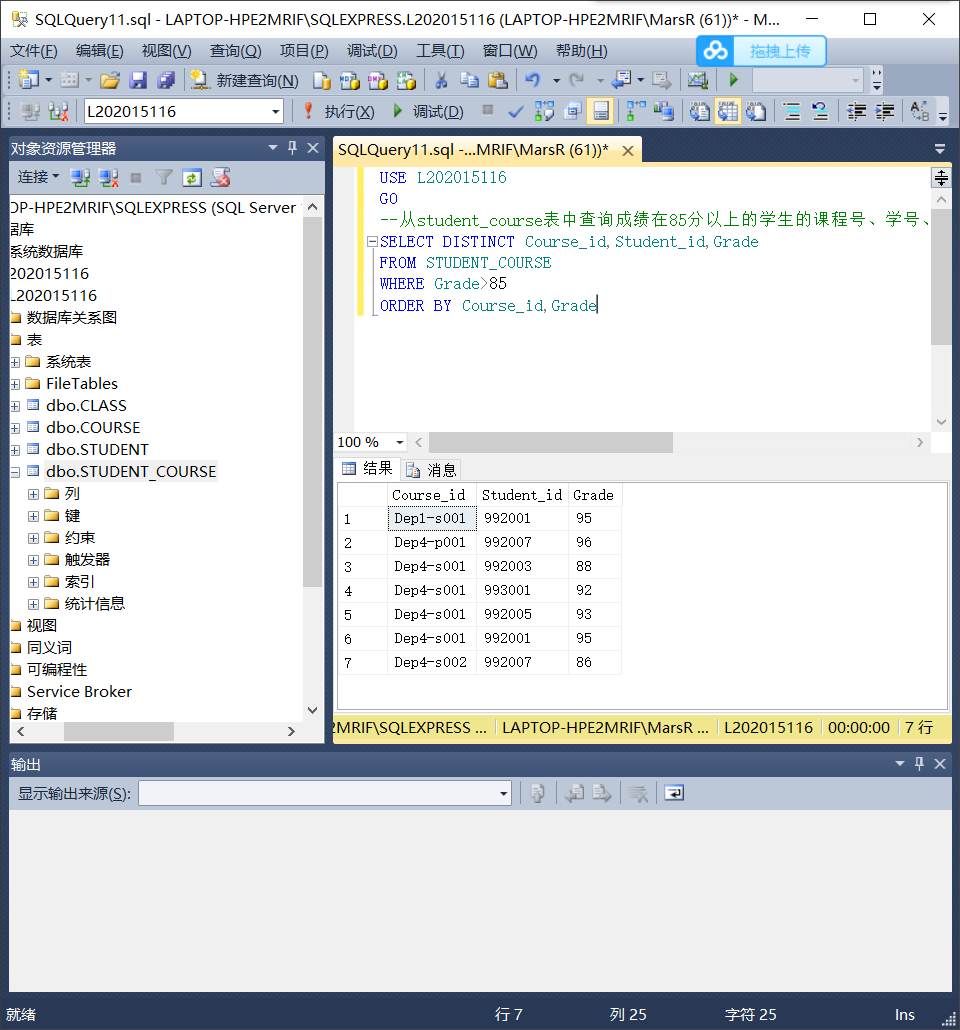 SQLQuery11.sql - LAPTOP-HPE2MRIF\SQLEXPRESS.L202015116 (LAPTOP-HPE2MRIF\MarsR (61))* - M...
文件(F) 编辑(E) 视图(V) 查询(Q) 项目(P) 调试(D) 工具(T) 窗口(W) 帮助(H)
拖拽上传
新建查询(N)
L202015116 执行(X) 调试(D)
对象资源管理器
连接
OP-HPE2MRIF\SQLEXPRESS (SQL Server
据库
系统数据库
202015116
L202015116
数据库关系图
表
系统表
FileTables
dbo.CLASS
dbo.COURSE
dbo.STUDENT
dbo.STUDENT_COURSE
列
键
约束
触发器
索引
统计信息
视图
同义词
可编程性
Service Broker
存储
SQLQuery11.sql -...MRIF\MarsR (61))*
USE L202015116
GO
--从student_course表中查询成绩在85分以上的学生的课程号、学号、
SELECT DISTINCT Course_id,Student_id,Grade
FROM STUDENT_COURSE
WHERE Grade>85
ORDER BY Course_id,Grade
100 %
结果 消息
Course_id Student_id Grade
1 Dep1-s001 992001 95
2 Dep4-p001 992007 96
3 Dep4-s001 992003 88
4 Dep4-s001 993001 92
5 Dep4-s001 992005 93
6 Dep4-s001 992001 95
7 Dep4-s002 992007 86
2MRIF\SQLEXPRESS ... LAPTOP-HPE2MRIF\MarsR ... L202015116 00:00:00 7 行
输出
显示输出来源(S):
就绪 行 7 列 25 字符 25 Ins